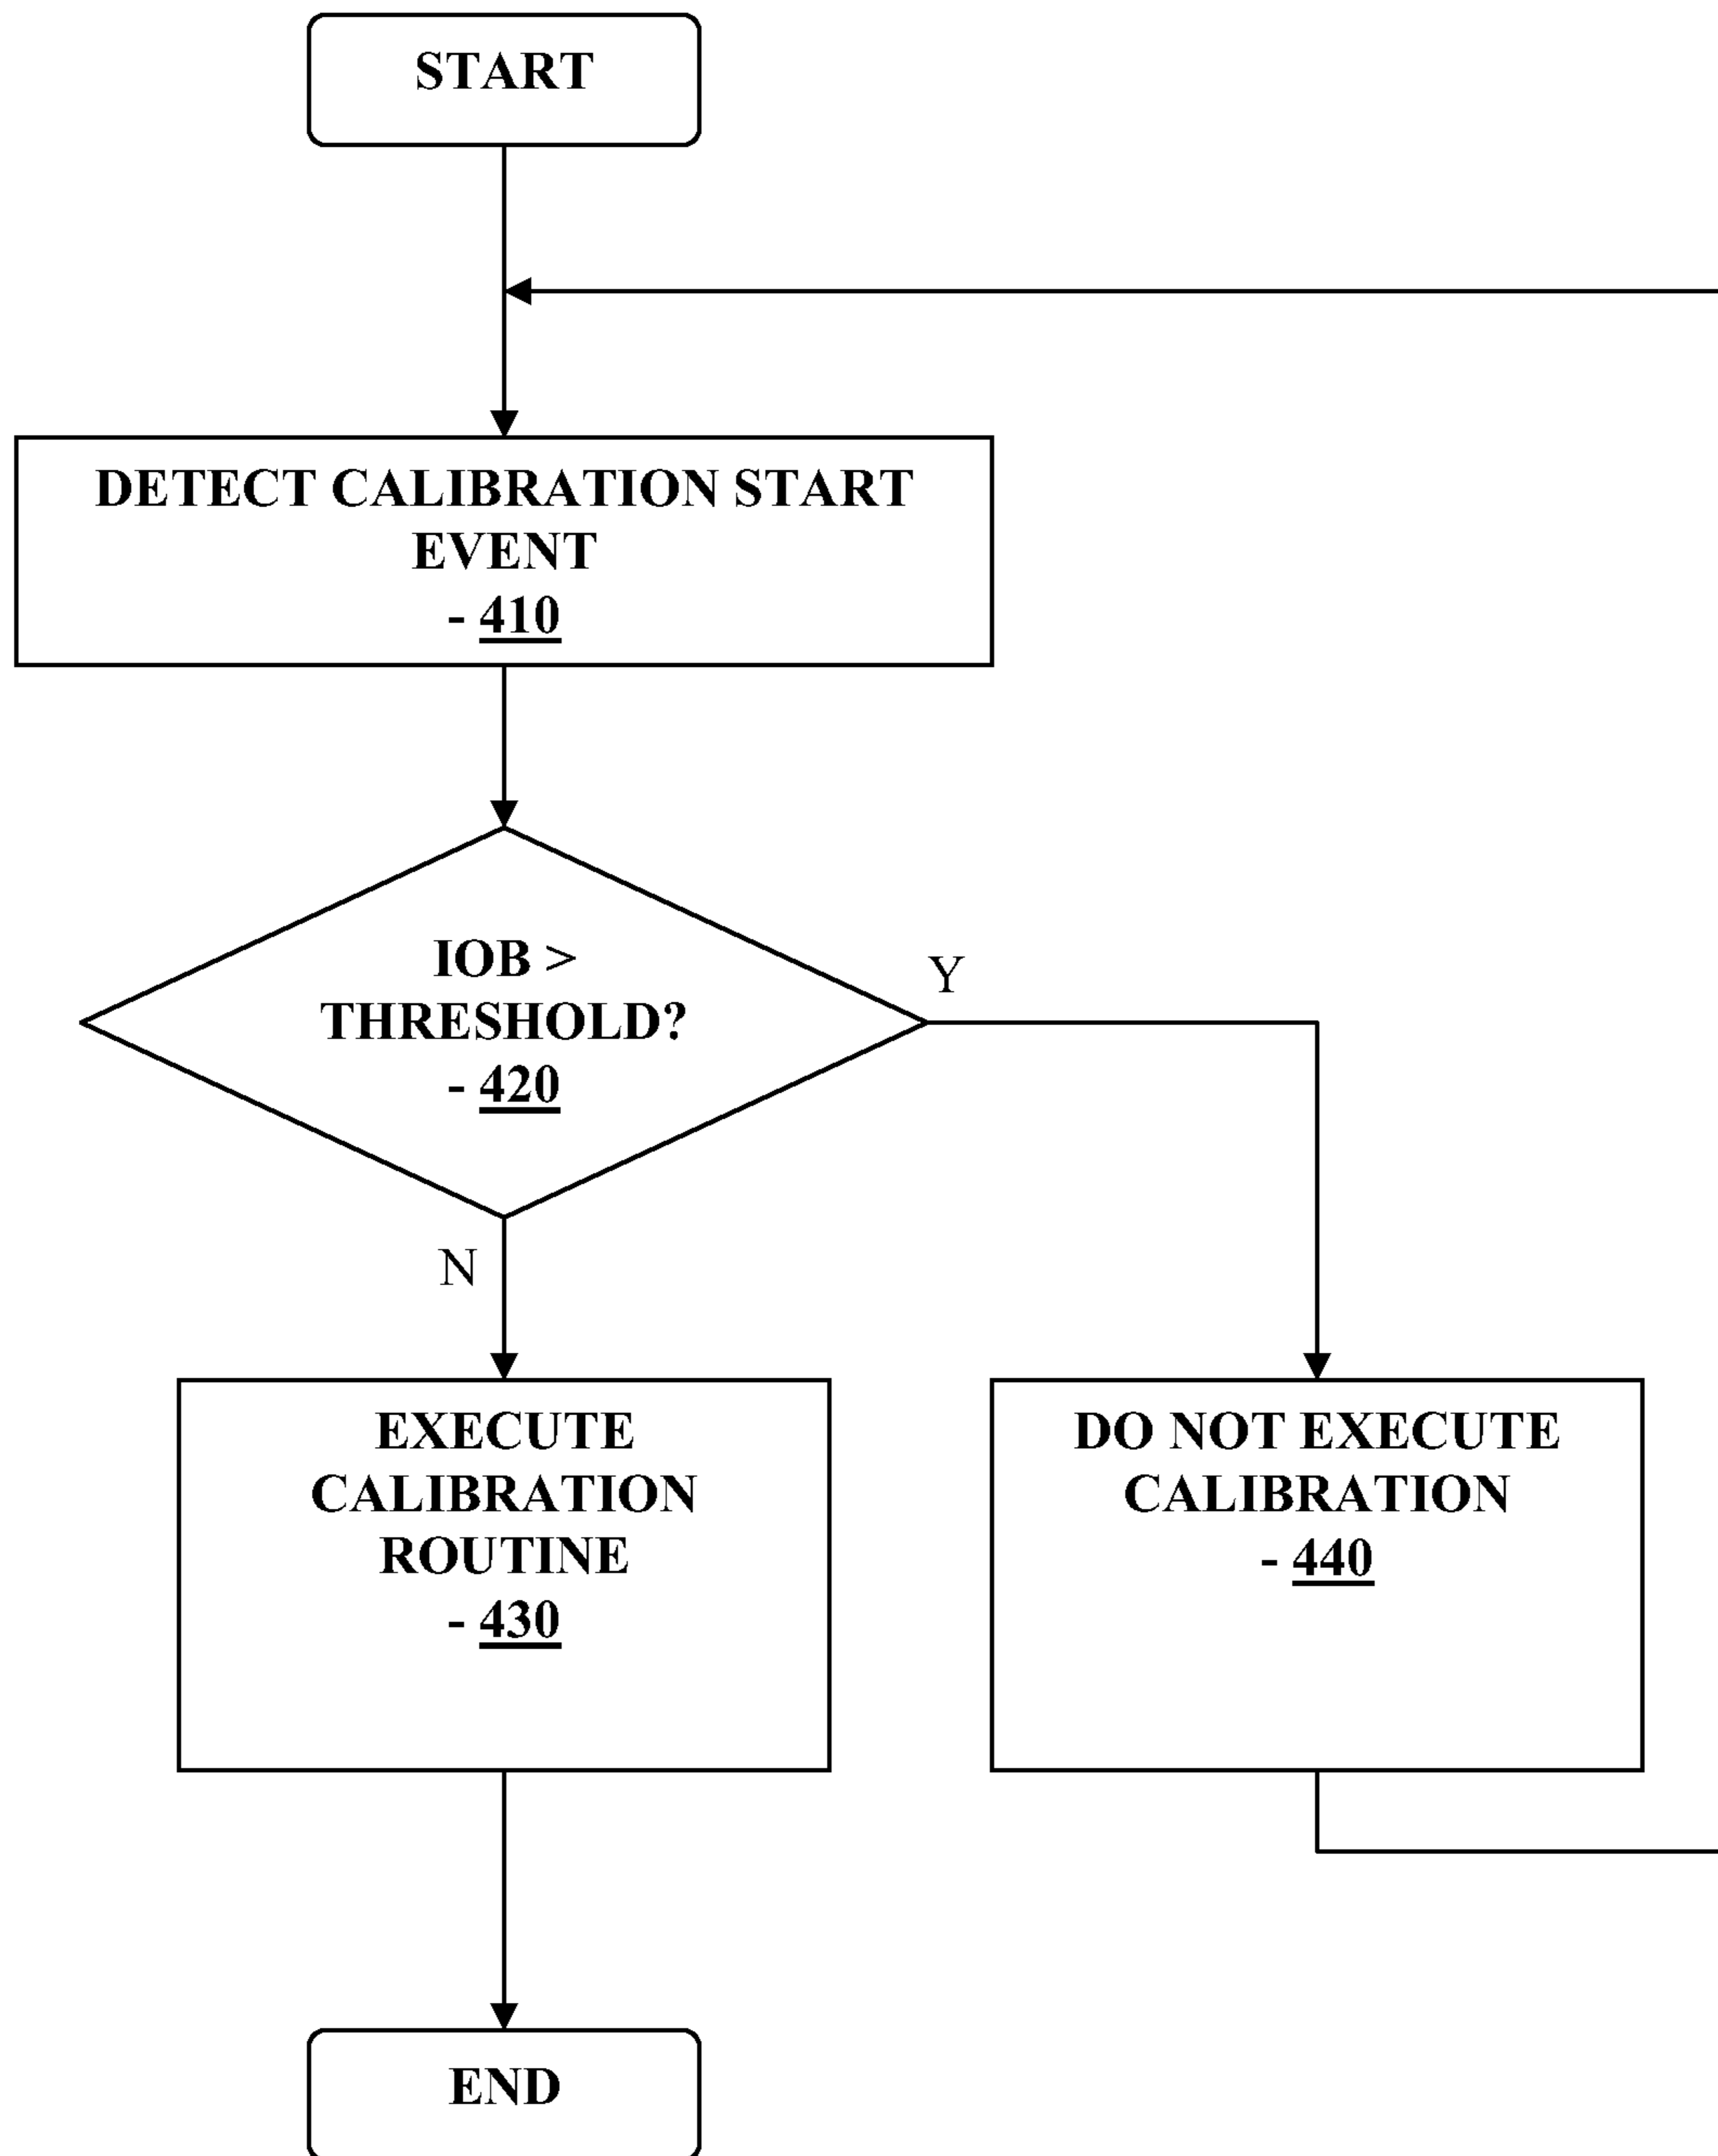 START
DETECT CALIBRATION START
EVENT
- 410
IOB >
THRESHOLD?
- 420
Y
N
EXECUTE
CALIBRATION
ROUTINE
- 430
DO NOT EXECUTE
CALIBRATION
- 440
END